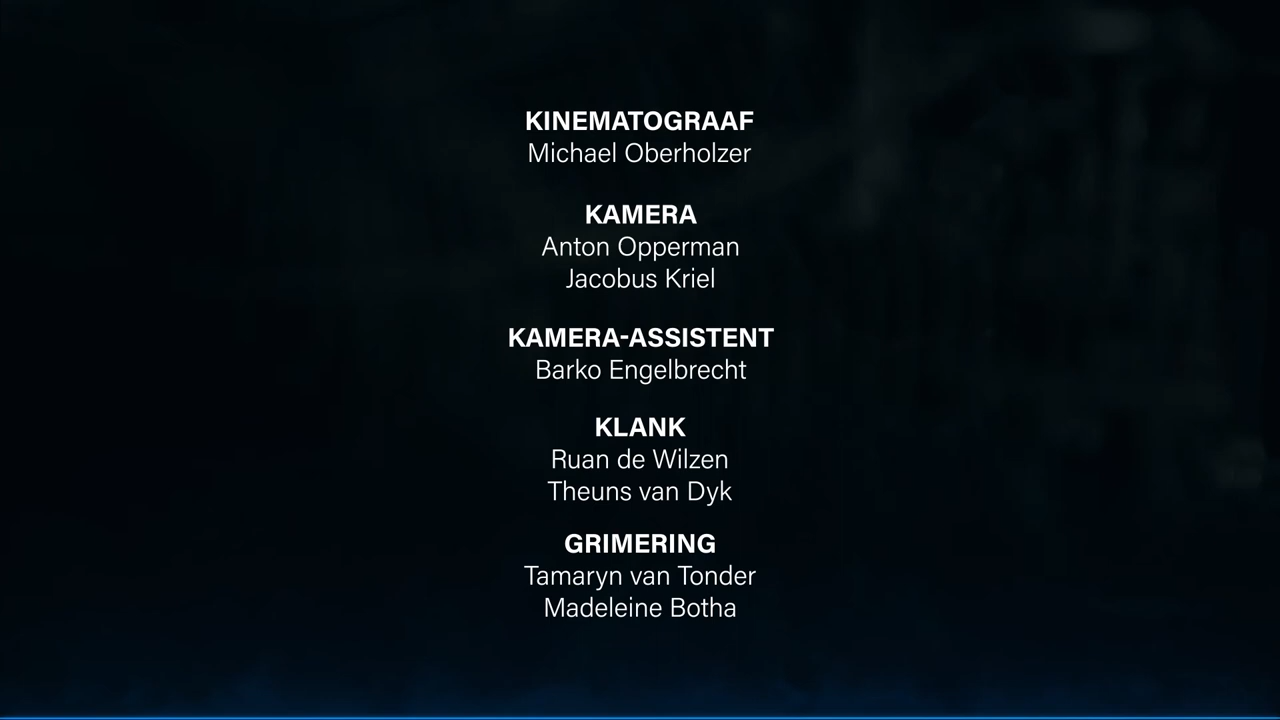 KINEMATOGRAAF
Michael Oberholzer
KAMERA
Anton Opperman
Jacobus Kriel
KAMERA-ASSISTENT
Barko Engelbrecht
KLANK
Ruan de Wilzen
Theuns van Dyk
GRIMERING
Tamaryn van Tonder
Madeleine Botha